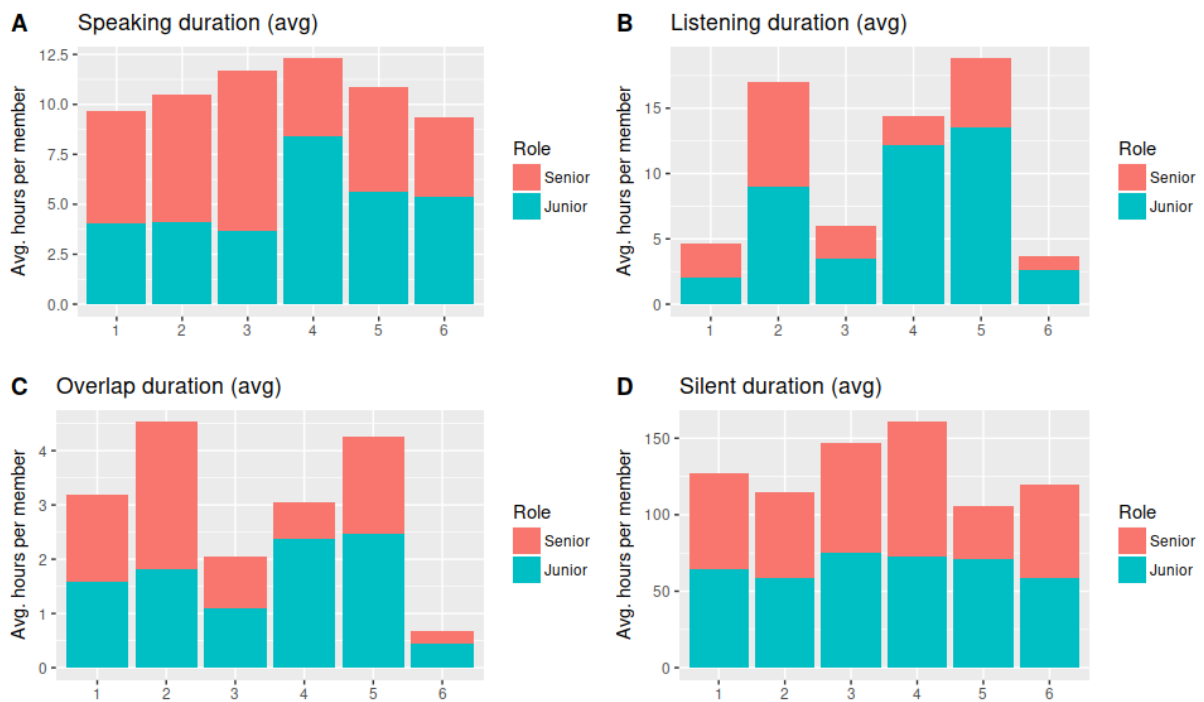 A Speaking duration (avg)
Avg. hours per member
12.5
10.0
7.5
5.0
2.5
0.0
1 2 3 4 5 6
Role
Senior
Junior
B Listening duration (avg)
Avg. hours per member
15
10
5
0
1 2 3 4 5 6
Role
Senior
Junior
C Overlap duration (avg)
Avg. hours per member
4
3
2
1
0
1 2 3 4 5 6
Role
Senior
Junior
D Silent duration (avg)
Avg. hours per member
150
100
50
0
1 2 3 4 5 6
Role
Senior
Junior